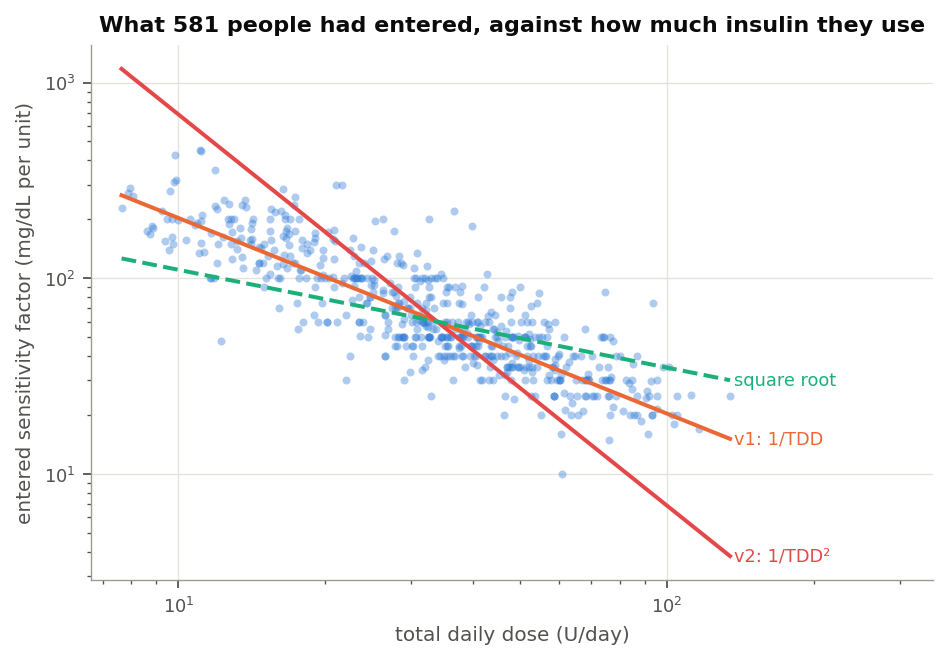 What 581 people had entered, against how much insulin they use
entered sensitivity factor (mg/dL per unit)
10³
10²
10¹
square root
v1: 1/TDD
v2: 1/TDD²
10¹
10²
total daily dose (U/day)